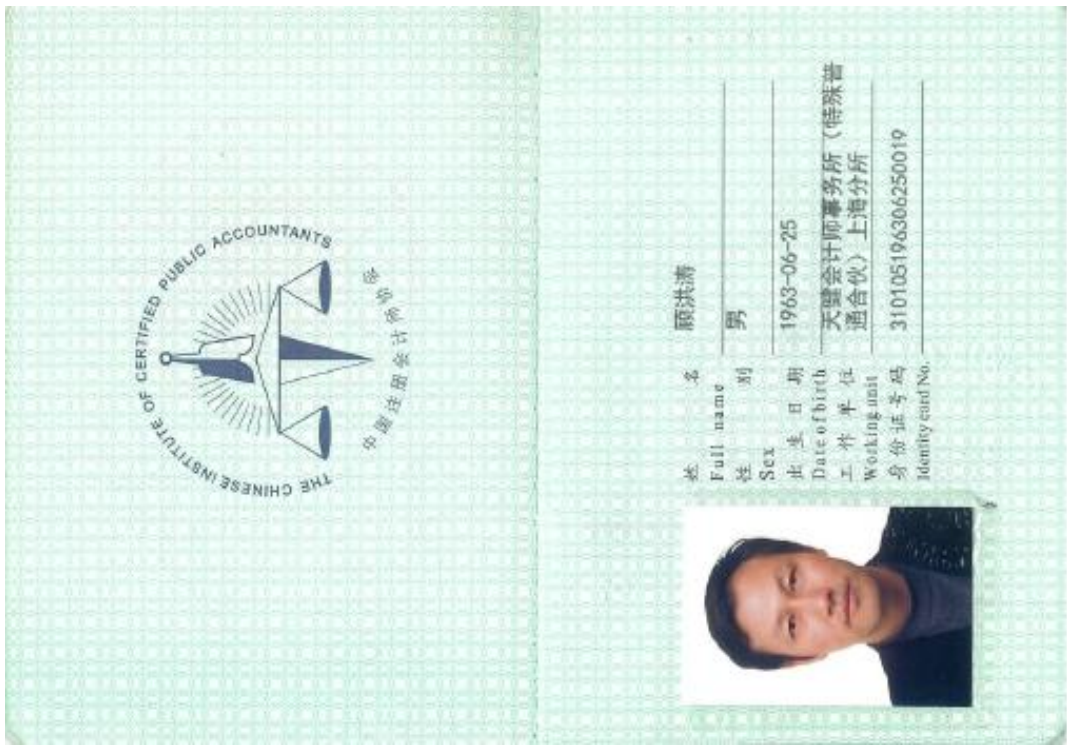 THE CHINESE INSTITUTE OF CERTIFIED PUBLIC ACCOUNTANTS
中国注册会计师协会
姓 名 顾洪涛
Full name
性 别 男
Sex
出 生 日 期 1963-06-25
Date of birth
工 作 单 位 天健会计师事务所（特殊普
通合伙）上海分所
Working unit
身份证号码 310105196306250019
Identity card No.